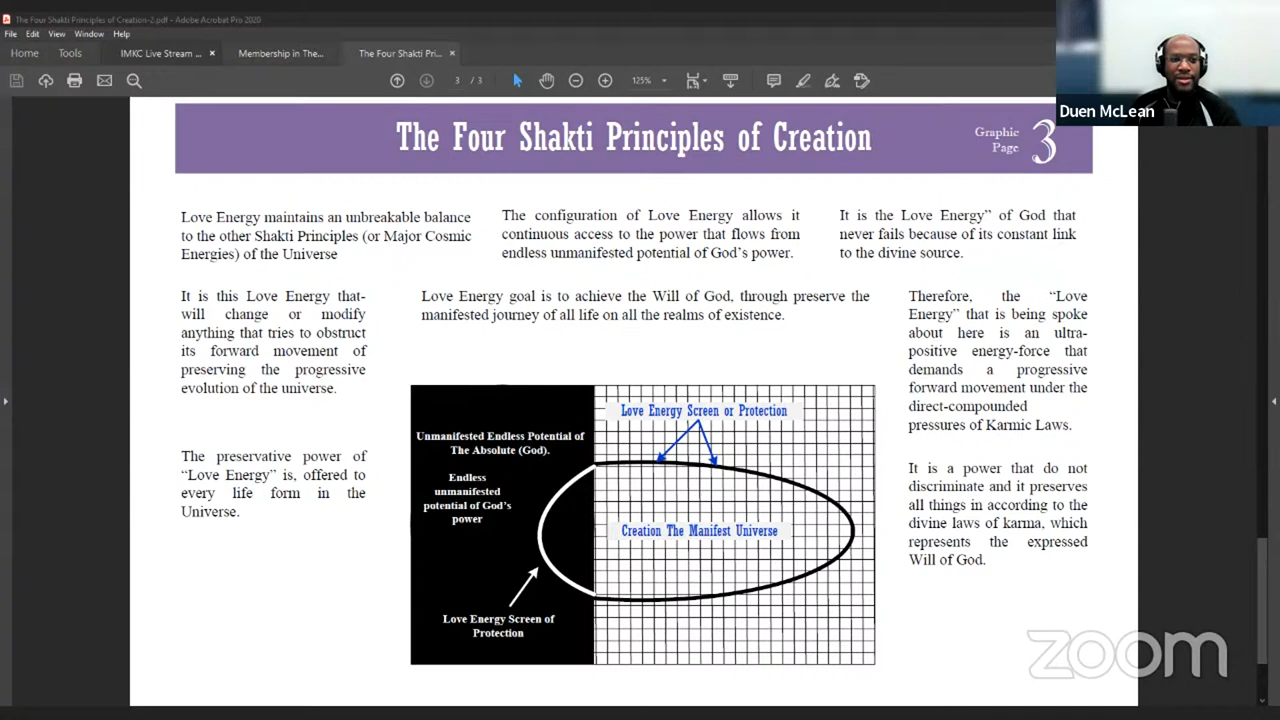 The Four Shakti Principles of Creation-2.pdf - Adobe Acrobat Pro 2020
File Edit View Window Help
Home Tools IMKC Live Stream ... × Membership in The... The Four Shakti Pri... ×
3 / 3 125%
Duen McLean
The Four Shakti Principles of Creation
Graphic
Page 3
Love Energy maintains an unbreakable balance
to the other Shakti Principles (or Major Cosmic
Energies) of the Universe
The configuration of Love Energy allows it
continuous access to the power that flows from
endless unmanifested potential of God's power.
It is the Love Energy” of God that
never fails because of its constant link
to the divine source.
It is this Love Energy that-
will change or modify
anything that tries to obstruct
its forward movement of
preserving the progressive
evolution of the universe.
Love Energy goal is to achieve the Will of God, through preserve the
manifested journey of all life on all the realms of existence.
Therefore, the “Love
Energy” that is being spoke
about here is an ultra-
positive energy-force that
demands a progressive
forward movement under the
direct-compounded
pressures of Karmic Laws.
The preservative power of
“Love Energy” is, offered to
every life form in the
Universe.
It is a power that do not
discriminate and it preserves
all things in according to the
divine laws of karma, which
represents the expressed
Will of God.
Unmanifested Endless Potential of
The Absolute (God).
Endless
unmanifested
potential of God's
power
Love Energy Screen of
Protection
Love Energy Screen or Protection
Creation The Manifest Universe
zoom